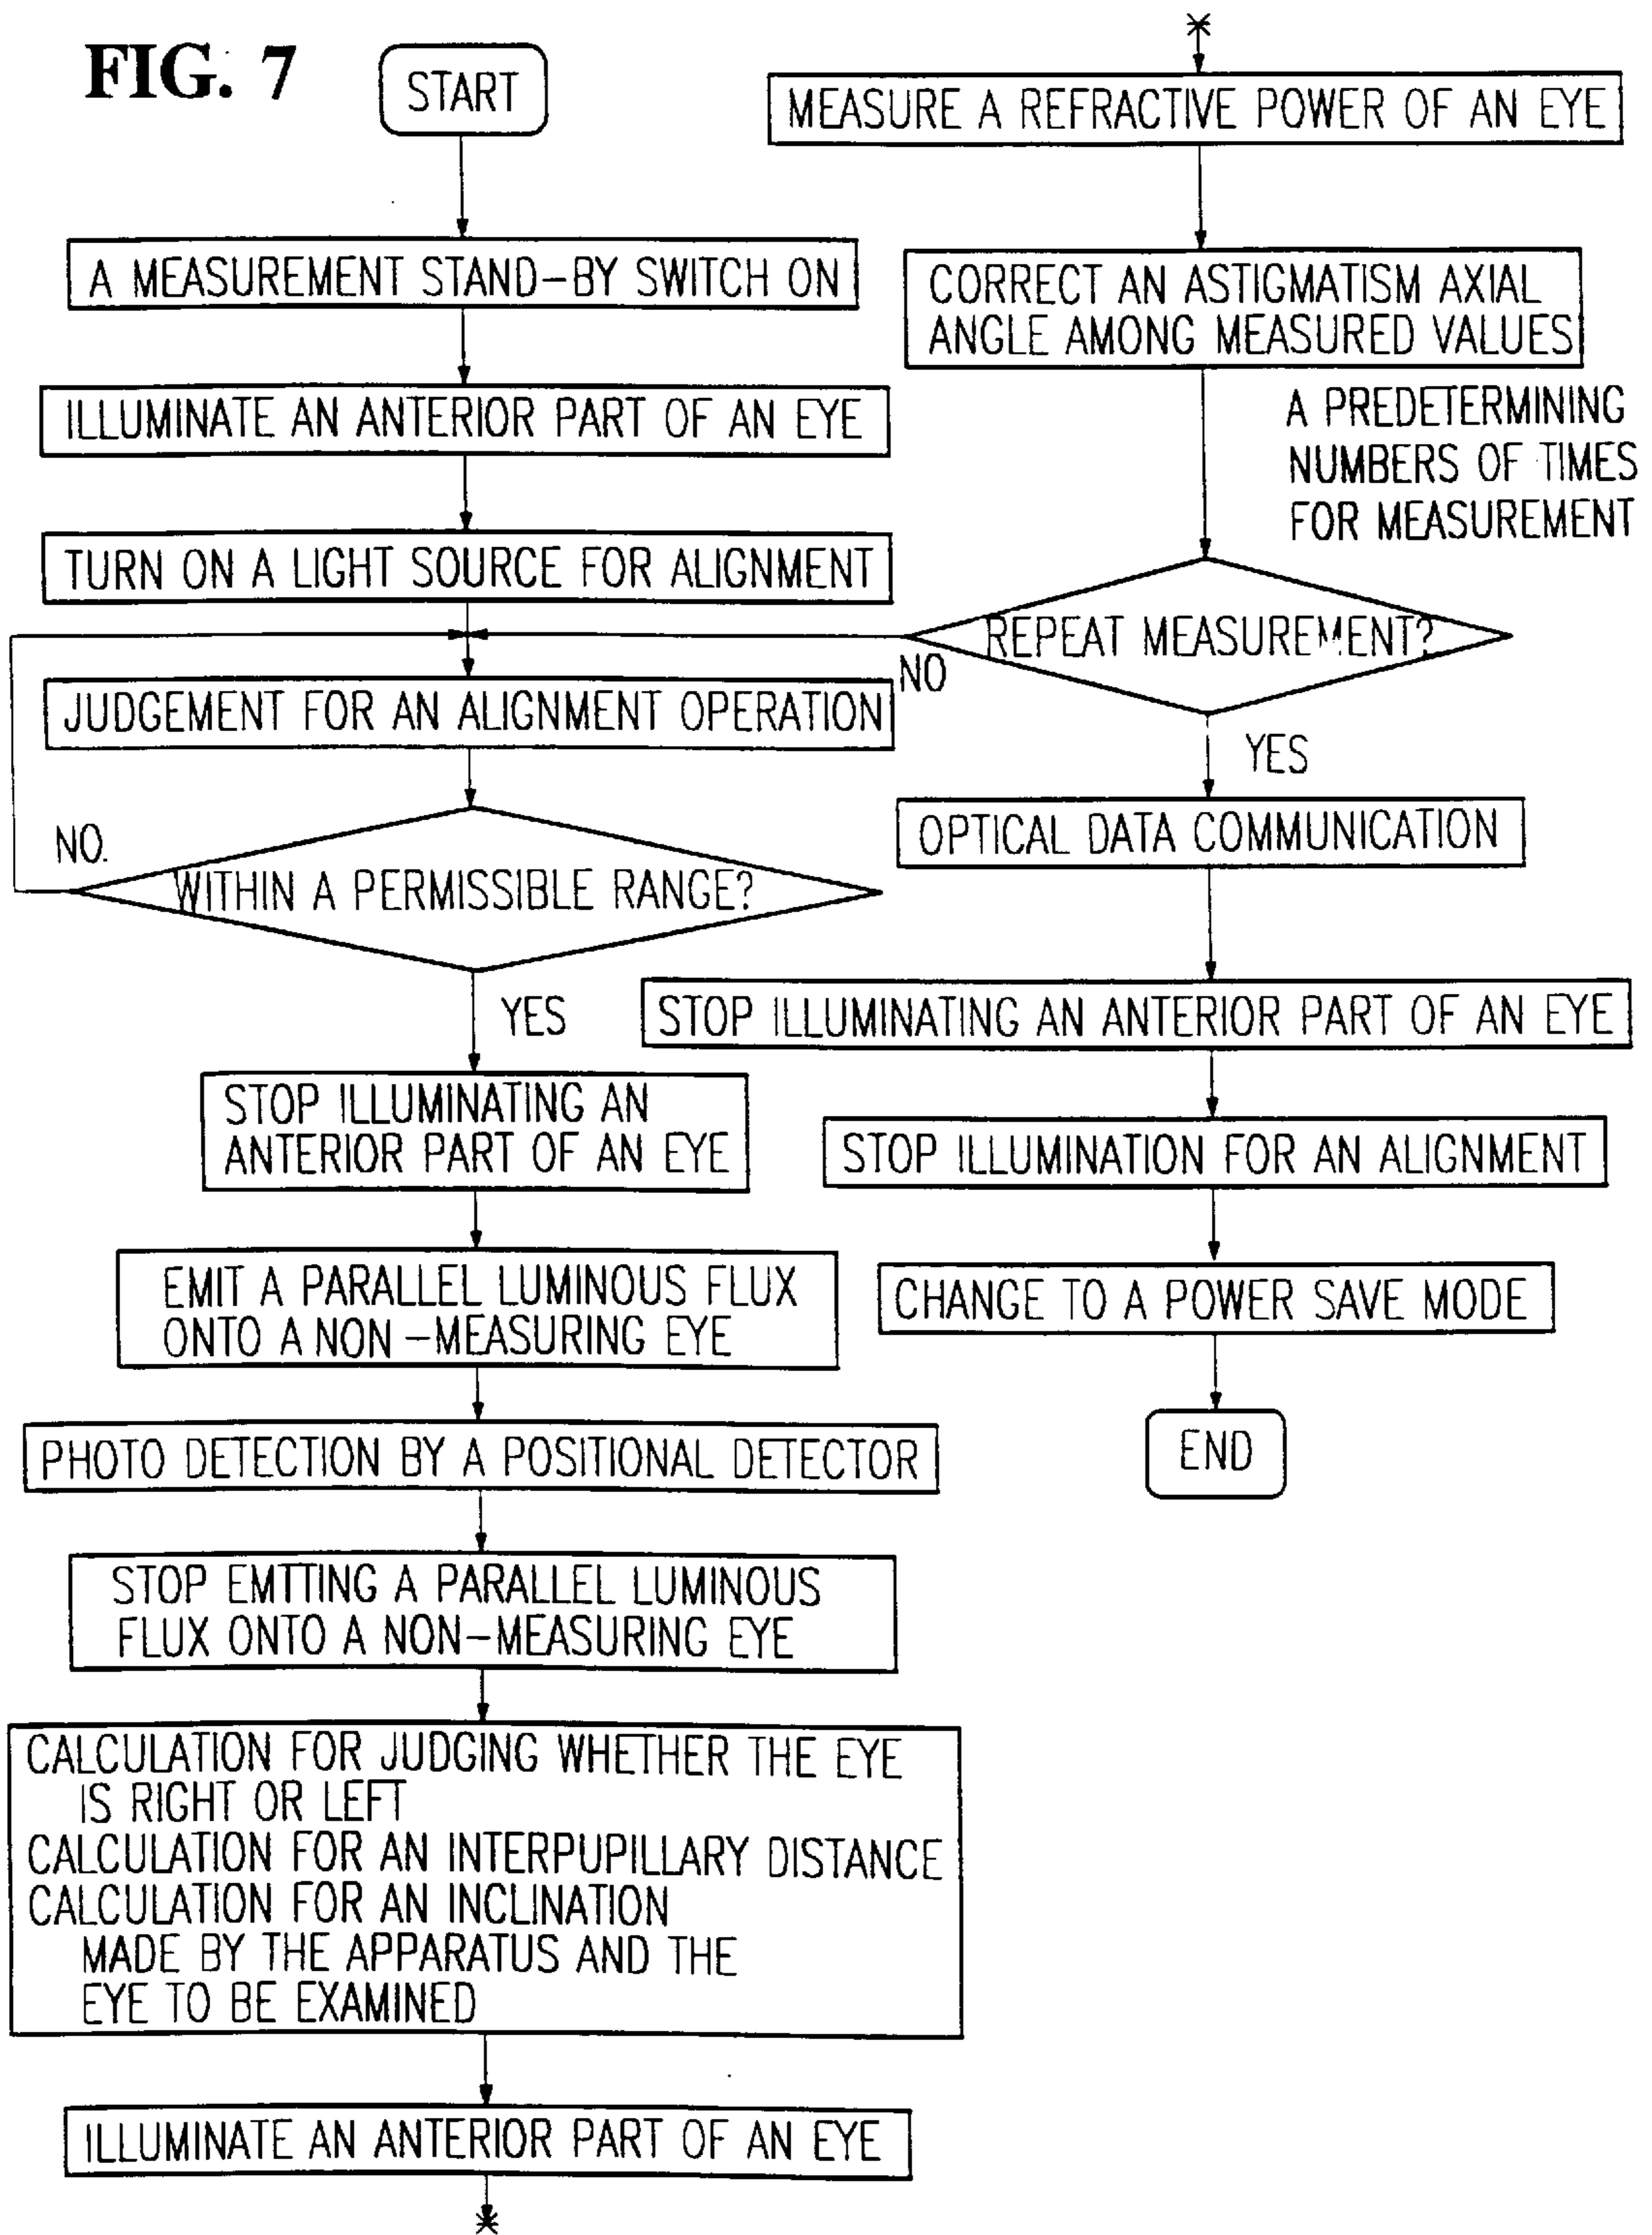 FIG. 7
START
A MEASUREMENT STAND-BY SWITCH ON
ILLUMINATE AN ANTERIOR PART OF AN EYE
TURN ON A LIGHT SOURCE FOR ALIGNMENT
JUDGEMENT FOR AN ALIGNMENT OPERATION
NO.
WITHIN A PERMISSIBLE RANGE?
YES
STOP ILLUMINATING AN
ANTERIOR PART OF AN EYE
EMIT A PARALLEL LUMINOUS FLUX
ONTO A NON-MEASURING EYE
PHOTO DETECTION BY A POSITIONAL DETECTOR
STOP EMTTING A PARALLEL LUMINOUS
FLUX ONTO A NON-MEASURING EYE
CALCULATION FOR JUDGING WHETHER THE EYE
IS RIGHT OR LEFT
CALCULATION FOR AN INTERPUPILLARY DISTANCE
CALCULATION FOR AN INCLINATION
MADE BY THE APPARATUS AND THE
EYE TO BE EXAMINED
ILLUMINATE AN ANTERIOR PART OF AN EYE
*
*
MEASURE A REFRACTIVE POWER OF AN EYE
CORRECT AN ASTIGMATISM AXIAL
ANGLE AMONG MEASURED VALUES
A PREDETERMINING
NUMBERS OF TIMES
FOR MEASUREMENT
REPEAT MEASUREMENT?
NO
YES
OPTICAL DATA COMMUNICATION
STOP ILLUMINATING AN ANTERIOR PART OF AN EYE
STOP ILLUMINATION FOR AN ALIGNMENT
CHANGE TO A POWER SAVE MODE
END